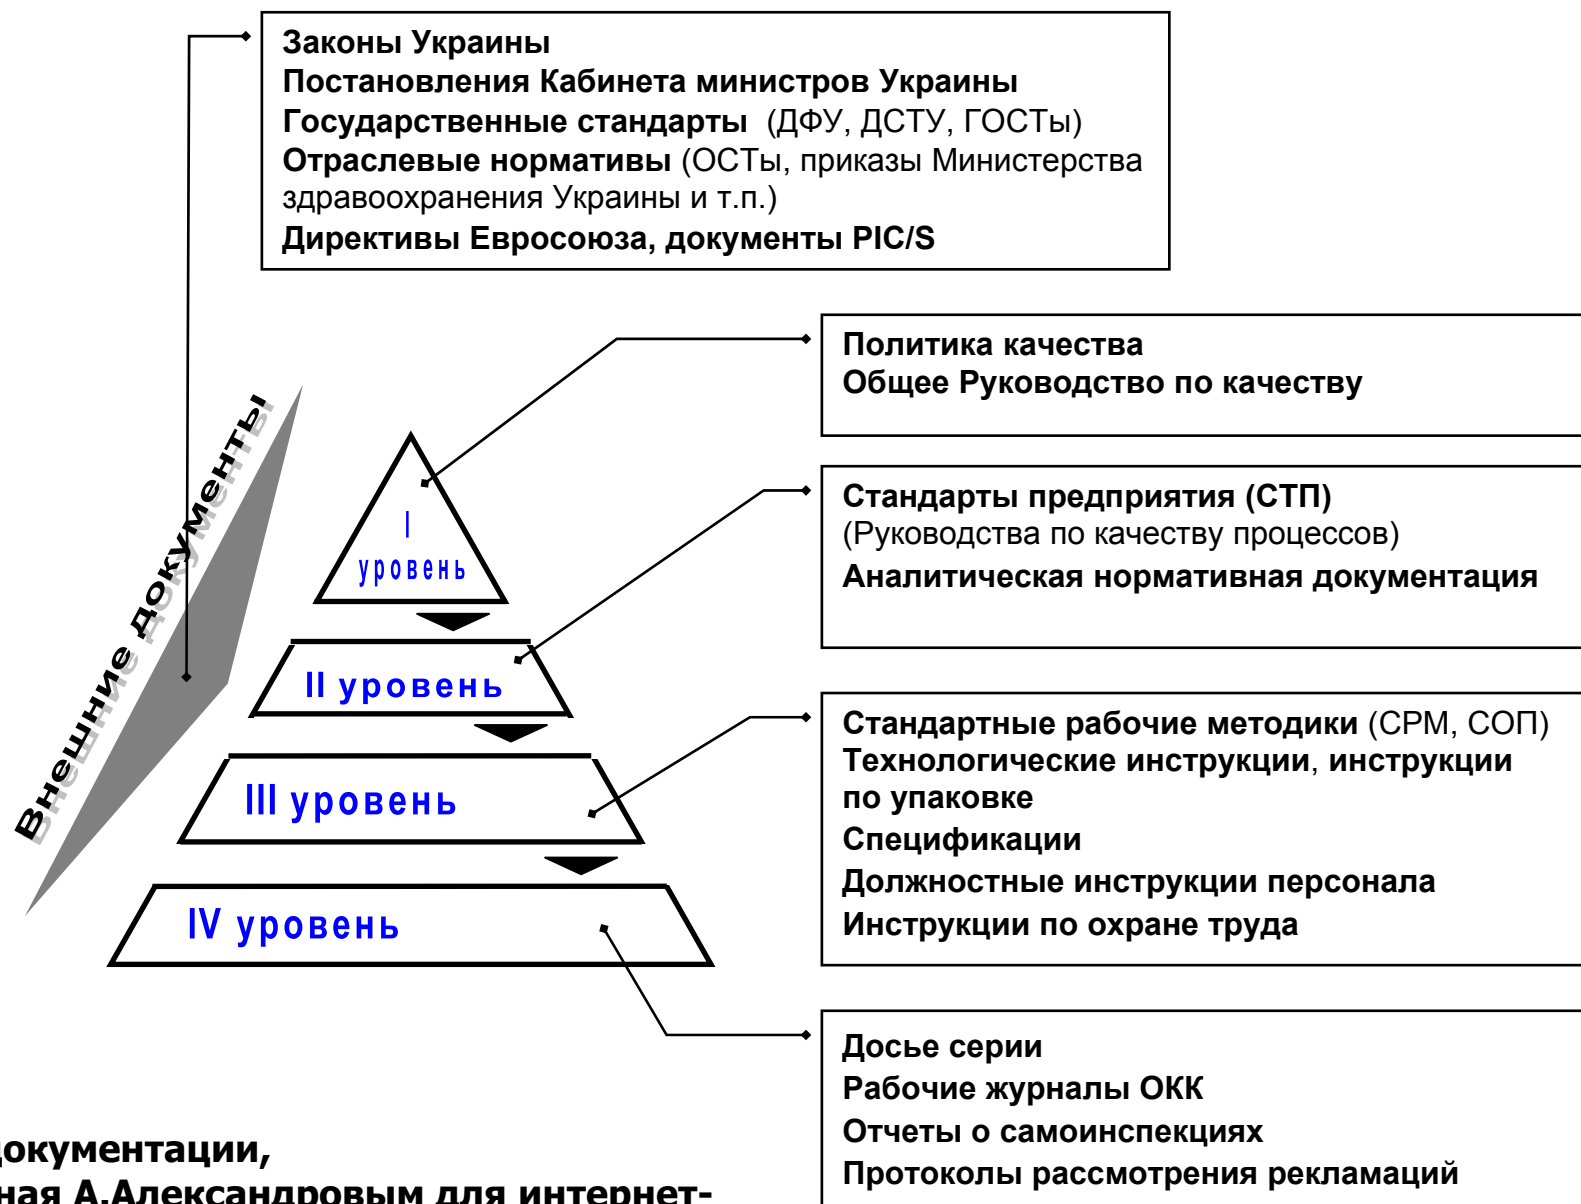 Законы Украины
Постановления Кабинета министров Украины
Государственные стандарты (ДФУ, ДСТУ, ГОСТы)
Отраслевые нормативы (ОСТы, приказы Министерства
здравоохранения Украины и т.п.)
Директивы Евросоюза, документы PIC/S
Политика качества
Общее Руководство по качеству
Внешние документы
I
уровень
Стандарты предприятия (СТП)
(Руководства по качеству процессов)
Аналитическая нормативная документация
II уровень
Стандартные рабочие методики (СРМ, СОП)
Технологические инструкции, инструкции
по упаковке
Спецификации
Должностные инструкции персонала
Инструкции по охране труда
III уровень
IV уровень
Досье серии
Рабочие журналы ОКК
Отчеты о самоинспекциях
Протоколы рассмотрения рекламаций
документации,
ная А.Александровым для интернет-